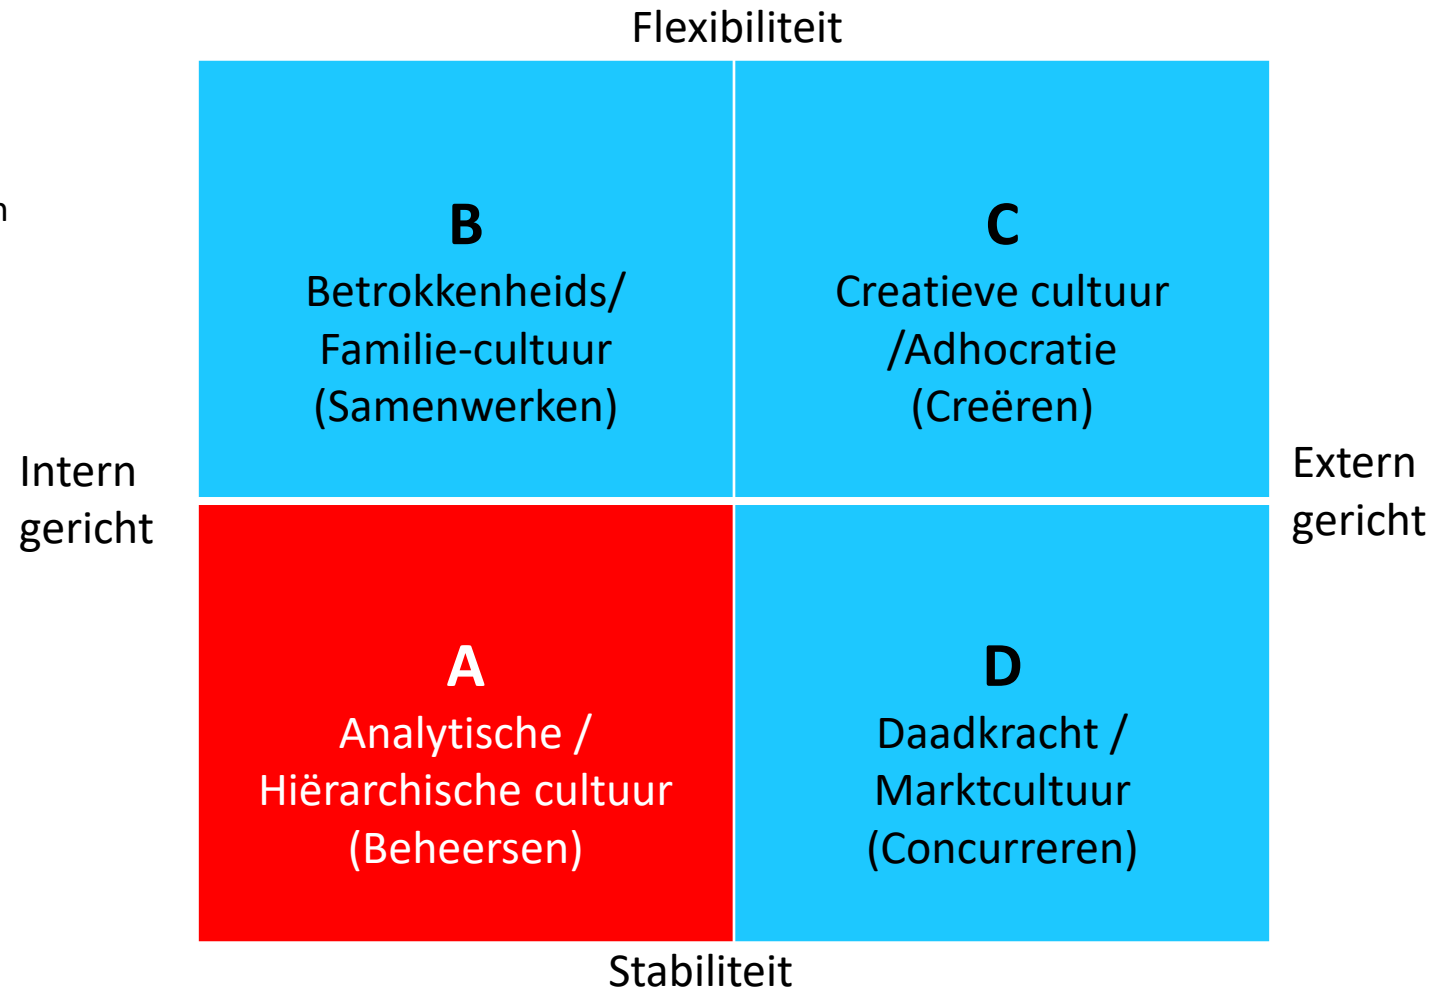 Flexibiliteit
B
Betrokkenheids/
Familie-cultuur
(Samenwerken)
C
Creatieve cultuur
/Adhocratie
(Creëren)
Intern
gericht
Extern
gericht
A
Analytische /
Hiërarchische cultuur
(Beheersen)
D
Daadkracht /
Marktcultuur
(Concurreren)
Stabiliteit